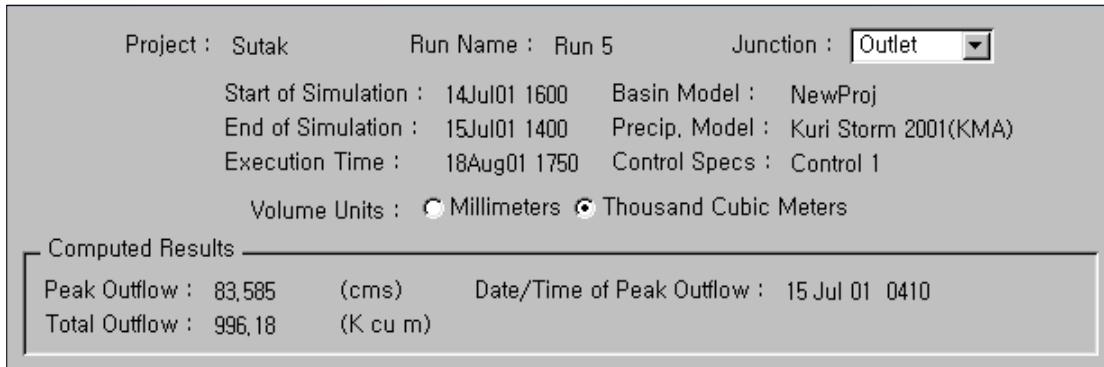 Project : Sutak Run Name : Run 5 Junction : Outlet
Start of Simulation : 14Jul01 1600 Basin Model : NewProj
End of Simulation : 15Jul01 1400 Precip, Model : Kuri Storm 2001(KMA)
Execution Time : 18Aug01 1750 Control Specs : Control 1
Volume Units : Millimeters Thousand Cubic Meters
Computed Results
Peak Outflow : 83,585 (cms) Date/Time of Peak Outflow : 15 Jul 01 0410
Total Outflow : 996,18 (K cu m)